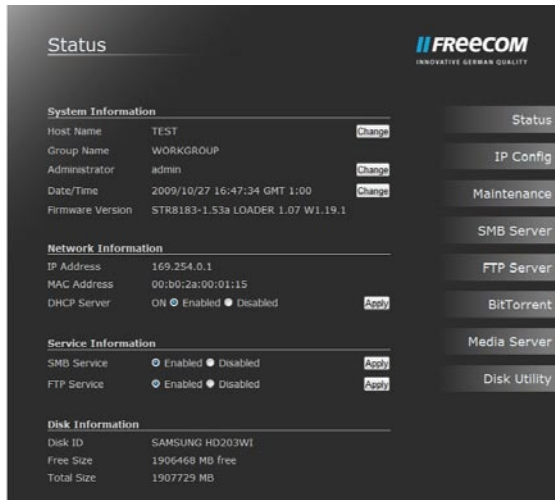 Status
FREECOM
INNOVATIVE GERMAN QUALITY
System Information
Host Name TEST Change
Group Name WORKGROUP
Administrator admin Change
Date/Time 2009/10/27 16:47:34 GMT 1:00 Change
Firmware Version STR8183-1.53a LOADER 1.07 W1.19.1
Network Information
IP Address 169.254.0.1
MAC Address 00:b0:2a:00:01:15
DHCP Server ON Enabled Disabled Apply
Service Information
SMB Service Enabled Disabled Apply
FTP Service Enabled Disabled Apply
Disk Information
Disk ID SAMSUNG HD203WI
Free Size 1906468 MB free
Total Size 1907729 MB
Status
IP Config
Maintenance
SMB Server
FTP Server
BitTorrent
Media Server
Disk Utility